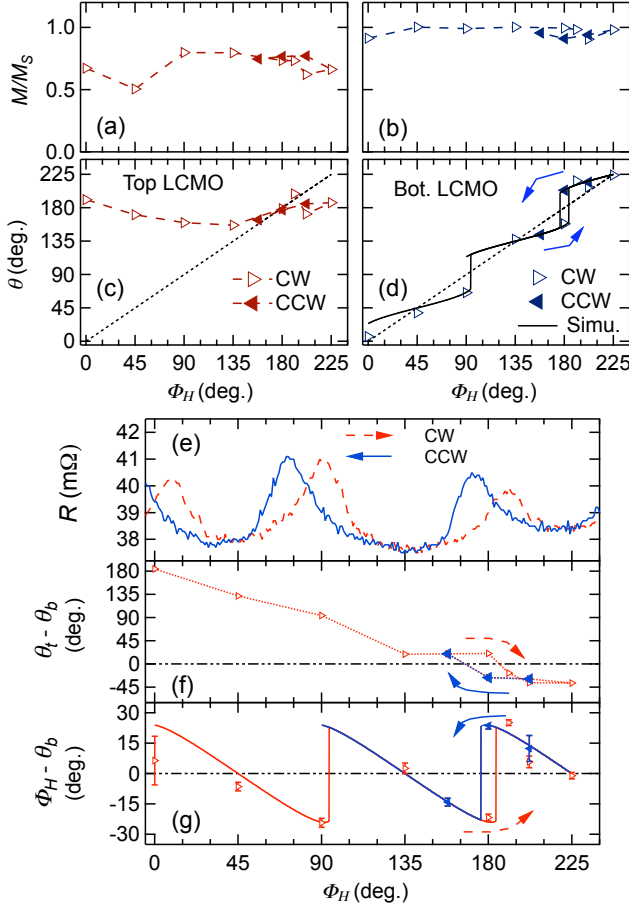 1.0
0.5
0.0
M/M_S
(a)
(b)
225
180
135
90
45
0
θ (deg.)
Top LCMO
Bot. LCMO
CW
CCW
(c)
CW
CCW
Simu.
(d)
0 45 90 135 180 225
0 45 90 135 180 225
Φ_H (deg.)
Φ_H (deg.)
42
41
40
39
38
R (mΩ)
(e)
CW
CCW
180
135
90
45
0
-45
θ_t - θ_b
(deg.)
(f)
30
15
0
-15
-30
Φ_H - θ_b
(deg.)
(g)
0 45 90 135 180 225
Φ_H (deg.)